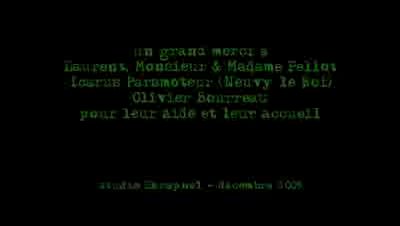 un grand merci à
Laurent, Monsieur & Madame Pellot
Icarus Paramoteur (Neuvy le Roi)
Olivier Bourreau
pour leur aide et leur accueil
studio - décembre